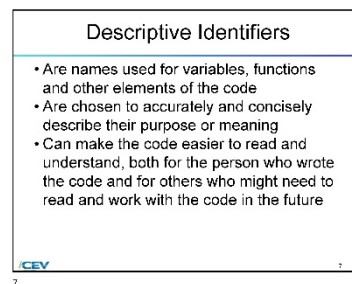 Descriptive Identifiers
• Are names used for variables, functions
and other elements of the code
• Are chosen to accurately and concisely
describe their purpose or meaning
• Can make the code easier to read and
understand, both for the person who wrote
the code and for others who might need to
read and work with the code in the future
iCEV
7
7